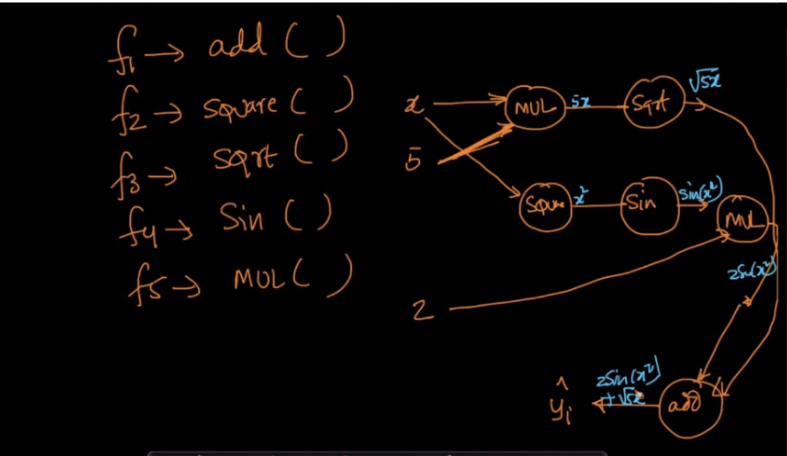 f₁ → add ( )
f₂ → square ( )
f₃ → sqrt ( )
f₄ → Sin ( )
f₅ → MUL ( )
x
5
MUL
5x
Sqrt
√5x
Square
x²
Sin
sin(x²)
MUL
2
2Sin(x²)
add
2Sin(x²)
+√5x
ŷᵢ